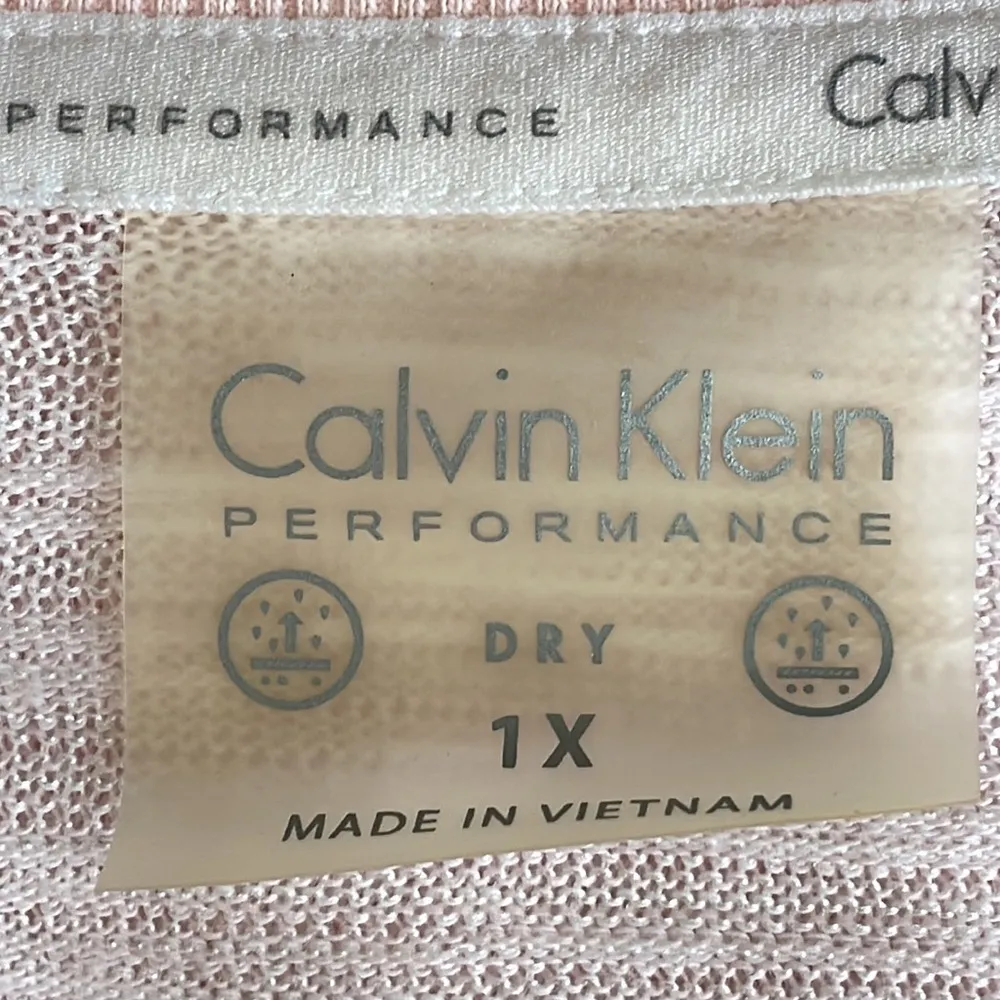 PERFORMANCE Calv
Calvin Klein
PERFORMANCE
DRY
1X
MADE IN VIETNAM